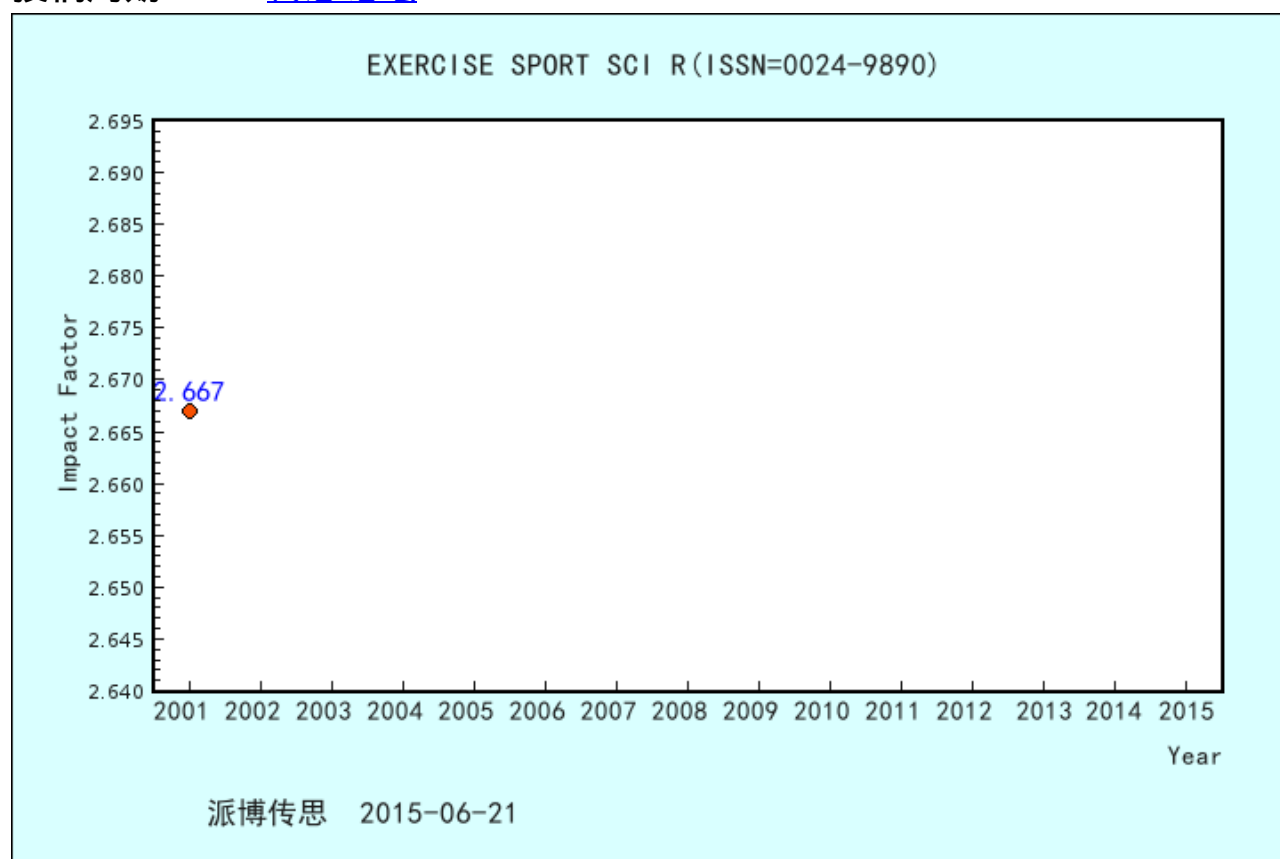 EXERCISE SPORT SCI R(ISSN=0024-9890)
2.695
2.690
2.685
2.680
2.675
2.670
2.667
2.665
2.660
2.655
2.650
2.645
2.640
Impact Factor
2001 2002 2003 2004 2005 2006 2007 2008 2009 2010 2011 2012 2013 2014 2015
Year
派博传思 2015-06-21